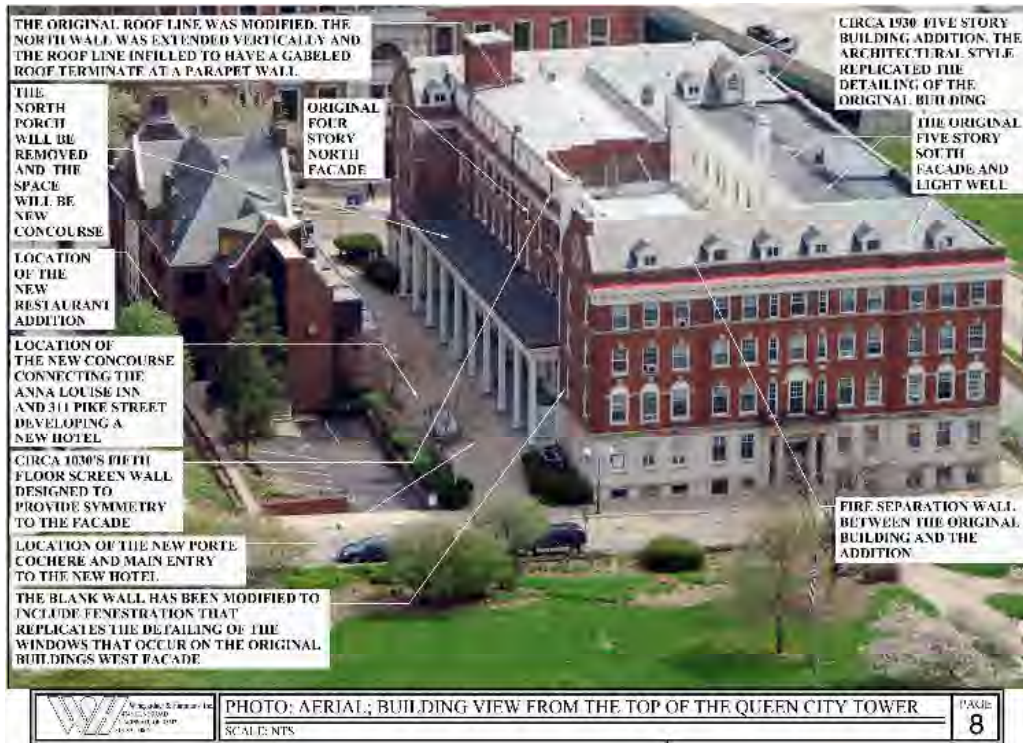 THE ORIGINAL ROOF LINE WAS MODIFIED. THE
NORTH WALL WAS EXTENDED VERTICALLY AND
THE ROOF LINE INFILLED TO HAVE A GABELED
ROOF TERMINATE AT A PARAPET WALL
THE
NORTH
PORCH
WILL BE
REMOVED
AND THE
SPACE
WILL BE
NEW
CONCOURSE
ORIGINAL
FOUR
STORY
NORTH
FACADE
CIRCA 1930 FIVE STORY
BUILDING ADDITION. THE
ARCHITECTURAL STYLE
REPLICATED THE
DETAILING OF THE
ORIGINAL BUILDING
THE ORIGINAL
FIVE STORY
SOUTH
FACADE AND
LIGHT WELL
LOCATION
OF THE
NEW
RESTAURANT
ADDITION
LOCATION OF
THE NEW CONCOURSE
CONNECTING THE
ANNA LOUISE INN
AND 311 PIKE STREET
DEVELOPING A
NEW HOTEL
CIRCA 1030'S FIFTH
FLOOR SCREEN WALL
DESIGNED TO
PROVIDE SYMMETRY
TO THE FACADE
LOCATION OF THE NEW PORTE
COCHERE AND MAIN ENTRY
TO THE NEW HOTEL
THE BLANK WALL HAS BEEN MODIFIED TO
INCLUDE FENESTRATION THAT
REPLICATES THE DETAILING OF THE
WINDOWS THAT OCCUR ON THE ORIGINAL
BUILDINGS WEST FACADE
FIRE SEPARATION WALL
BETWEEN THE ORIGINAL
BUILDING AND THE
ADDITION
PHOTO: AERIAL; BUILDING VIEW FROM THE TOP OF THE QUEEN CITY TOWER
SCALE: NTS
PAGE
8